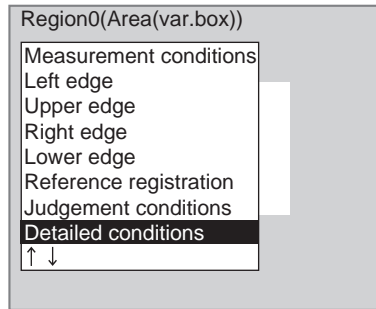 Region0(Area(var.box))
Measurement conditions
Left edge
Upper edge
Right edge
Lower edge
Reference registration
Judgement conditions
Detailed conditions
↑ ↓